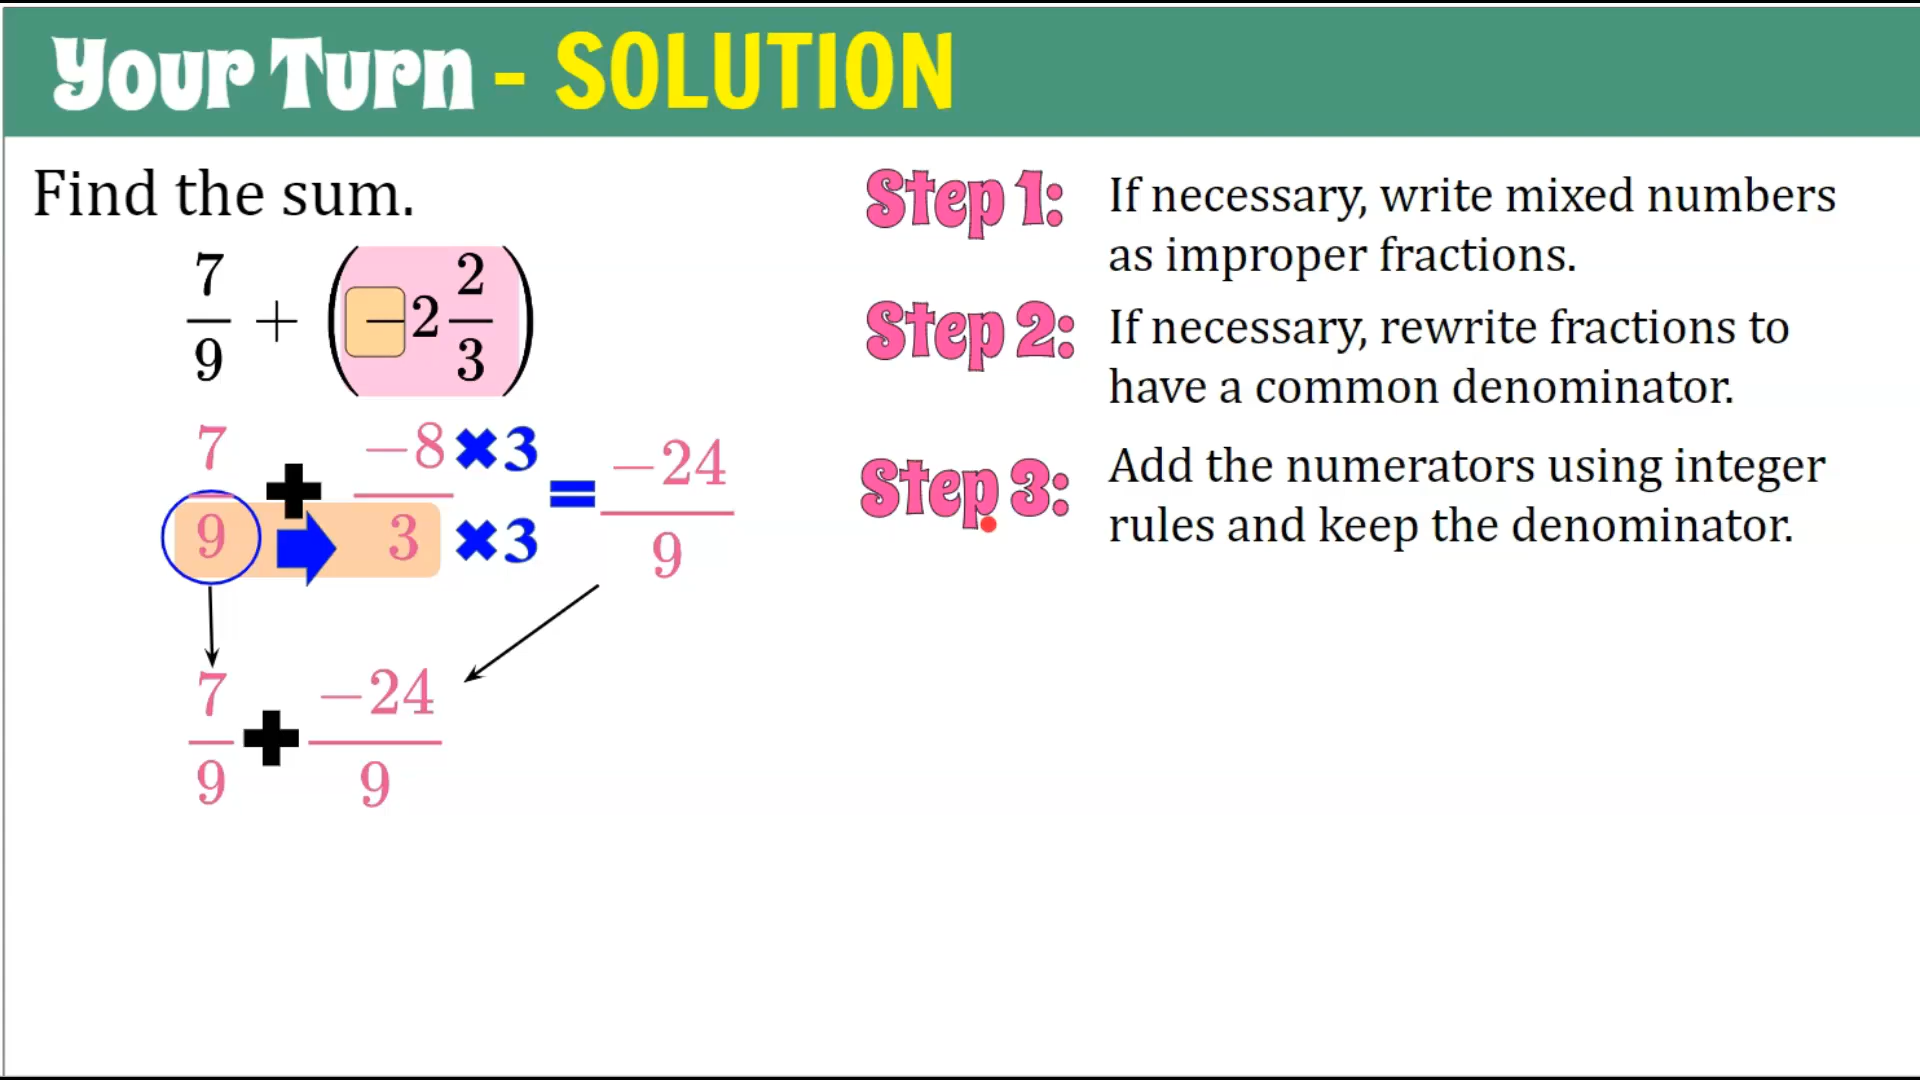 Your Turn - SOLUTION
Find the sum.
7/9 + (−2 2/3)
7/9 + −8/3 ×3/×3 = −24/9
7/9 + −24/9
Step 1: If necessary, write mixed numbers
as improper fractions.
Step 2: If necessary, rewrite fractions to
have a common denominator.
Step 3: Add the numerators using integer
rules and keep the denominator.